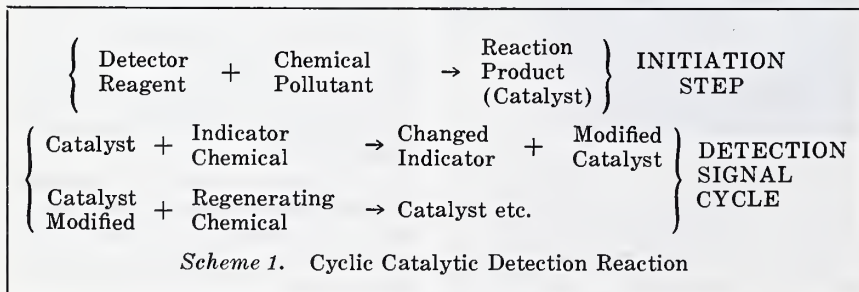 Detector Reagent + Chemical Pollutant → Reaction Product (Catalyst) INITIATION STEP
Catalyst + Indicator Chemical → Changed Indicator + Modified Catalyst DETECTION SIGNAL CYCLE
Catalyst Modified + Regenerating Chemical → Catalyst etc.
Scheme 1. Cyclic Catalytic Detection Reaction